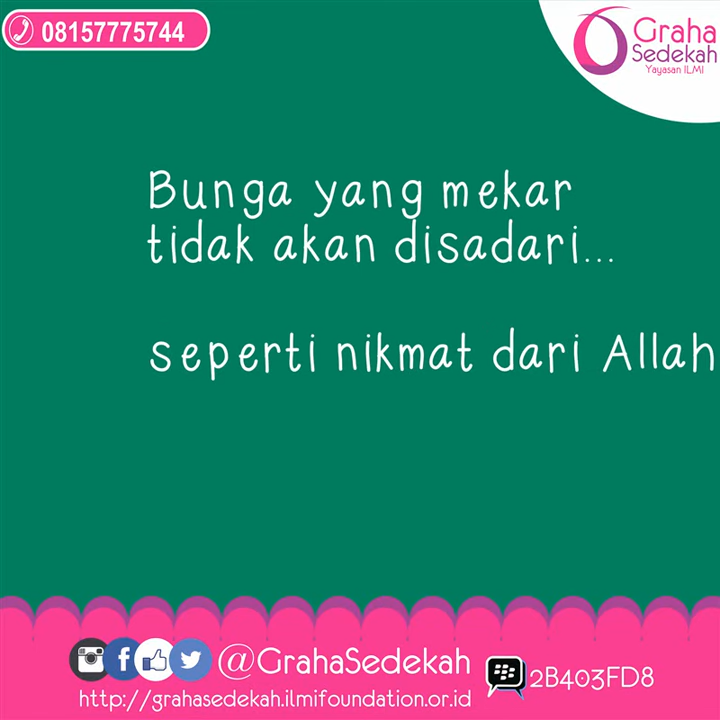 08157775744
Graha
Sedekah
Yayasan ILMI
Bunga yang mekar
tidak akan disadari...
seperti nikmat dari Allah
@GrahaSedekah
2B403FD8
http://grahasedekah.ilmifoundation.or.id